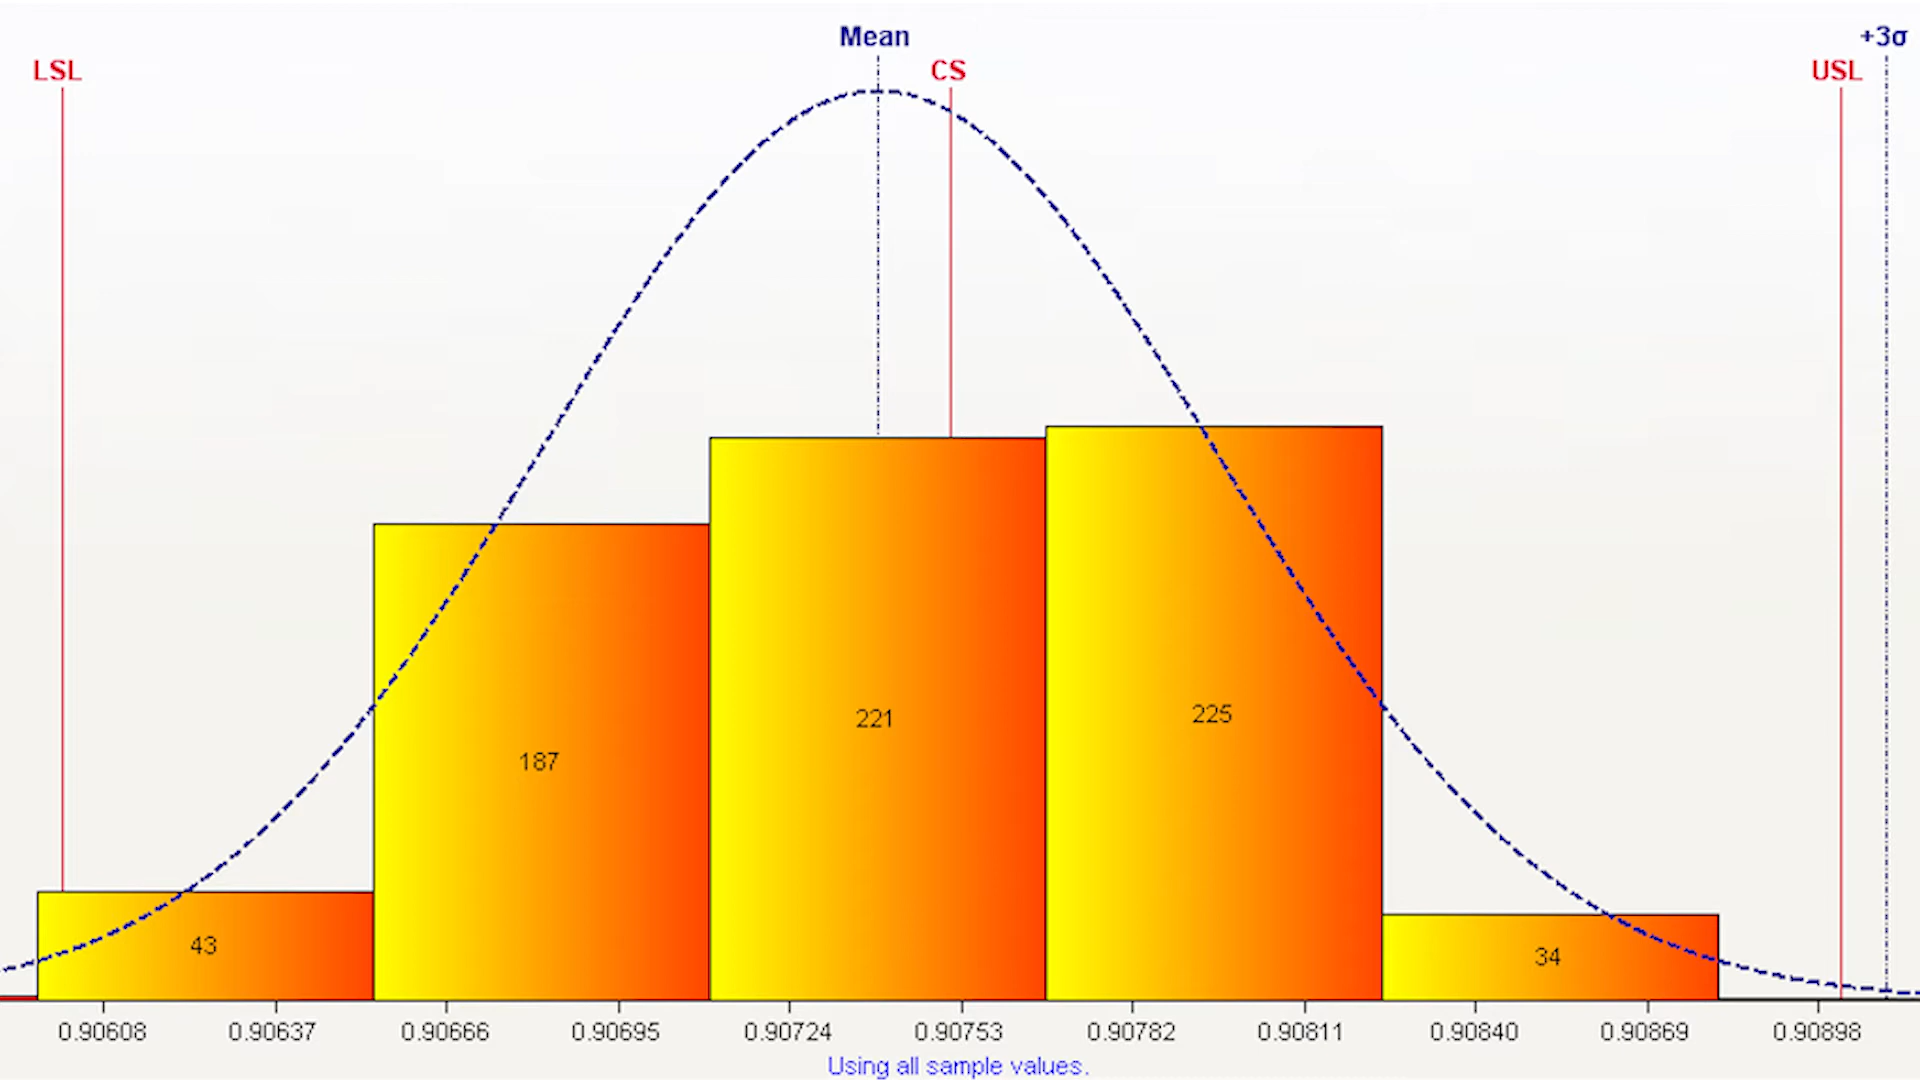 Mean +3σ
LSL CS USL
221 225
187
43 34
0.90608 0.90637 0.90666 0.90695 0.90724 0.90753 0.90782 0.90811 0.90840 0.90869 0.90898
Using all sample values.